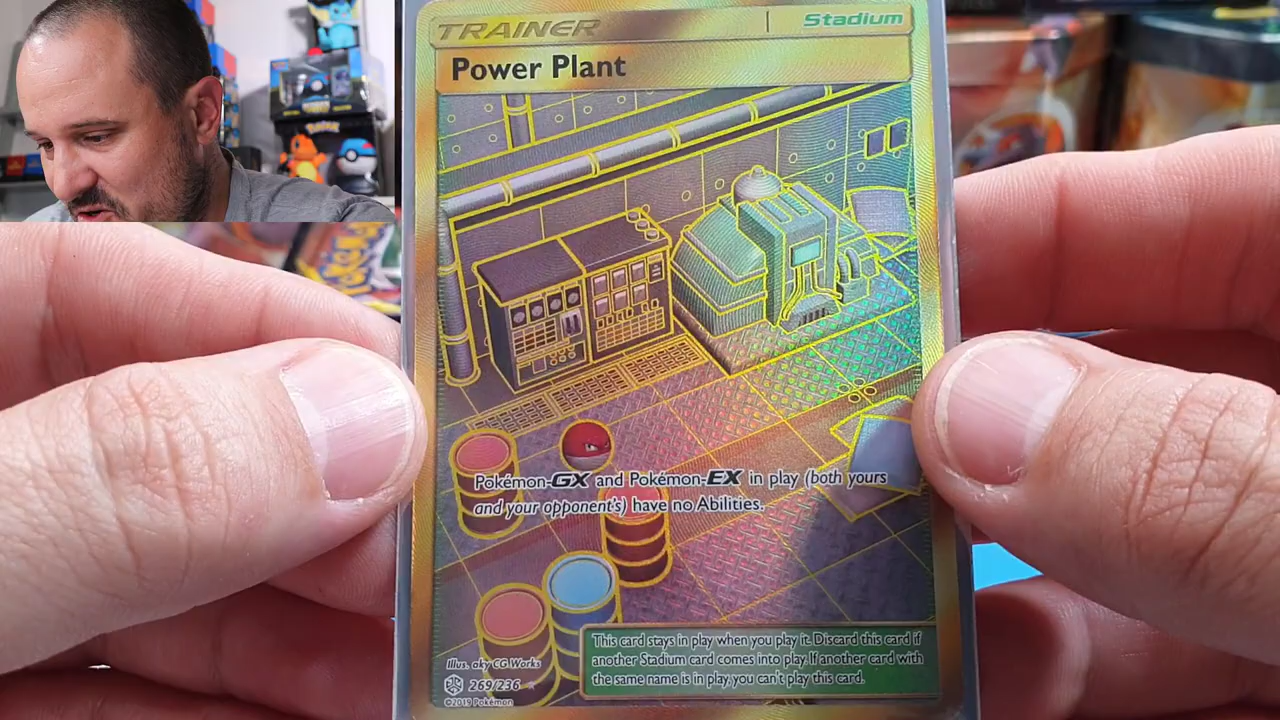 TRAINER Stadium
Power Plant
Pokémon-GX and Pokémon-EX in play (both yours
and your opponent's) have no Abilities.
This card stays in play when you play it. Discard this card if
another Stadium card comes into play. If another card with
the same name is in play, you can't play this card.
Illus. aky CG Works
269/236
©2019 Pokémon
POKÉMON
Pokémon